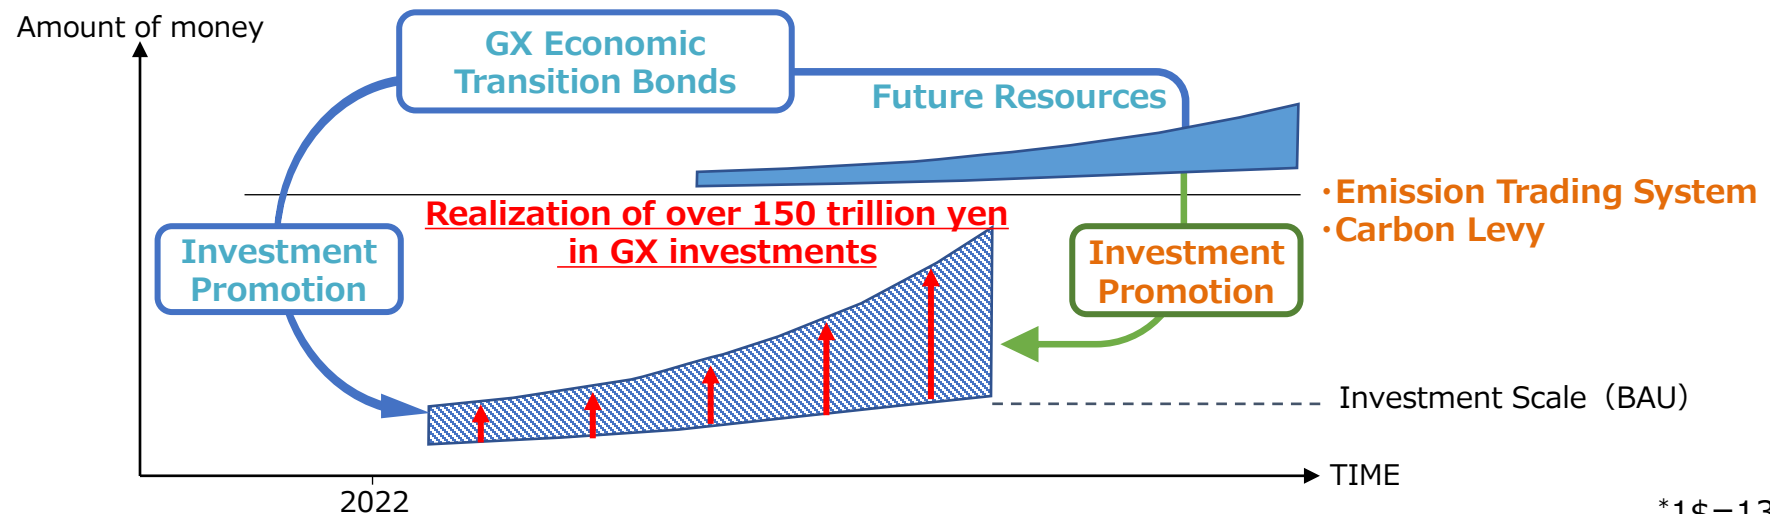 Amount of money
GX Economic
Transition Bonds
Future Resources
Realization of over 150 trillion yen
in GX investments
・Emission Trading System
・Carbon Levy
Investment
Promotion
Investment
Promotion
Investment Scale（BAU）
TIME
2022